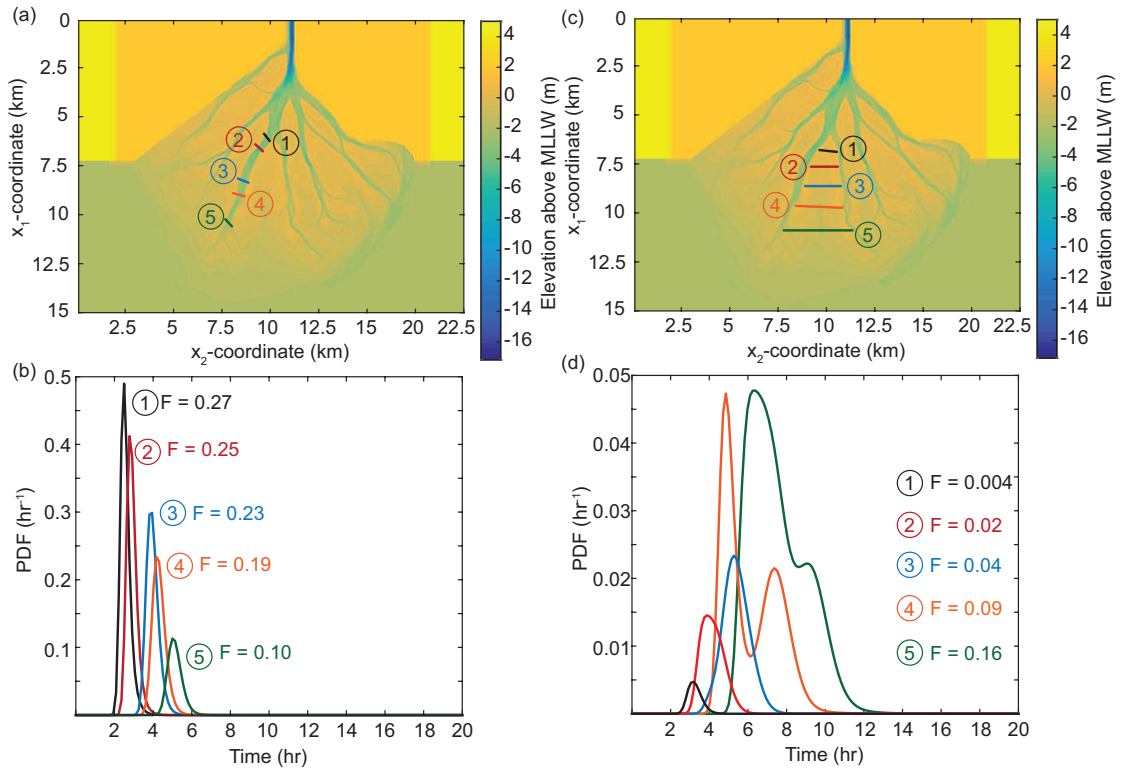 (a)
0
2.5
5
7.5
10
12.5
15
x1-coordinate (km)
2.5 5 7.5 10 12.5 15 17.5 20 22.5
x2-coordinate (km)
1
2
3
4
5
4
2
0
-2
-4
-6
-8
-10
-12
-14
-16
Elevation above MLLW (m)
(c)
0
2.5
5
7.5
10
12.5
15
x1-coordinate (km)
2.5 5 7.5 10 12.5 15 17.5 20 22.5
x2-coordinate (km)
1
2
3
4
5
4
2
0
-2
-4
-6
-8
-10
-12
-14
-16
Elevation above MLLW (m)
(b)
0.5
0.4
0.3
0.2
0.1
PDF (hr-1)
1 F = 0.27
2 F = 0.25
3 F = 0.23
4 F = 0.19
5 F = 0.10
0 2 4 6 8 10 12 14 16 18 20
Time (hr)
(d)
0.05
0.04
0.03
0.02
0.01
0
PDF (hr-1)
1 F = 0.004
2 F = 0.02
3 F = 0.04
4 F = 0.09
5 F = 0.16
2 4 6 8 10 12 14 16 18 20
Time (hr)